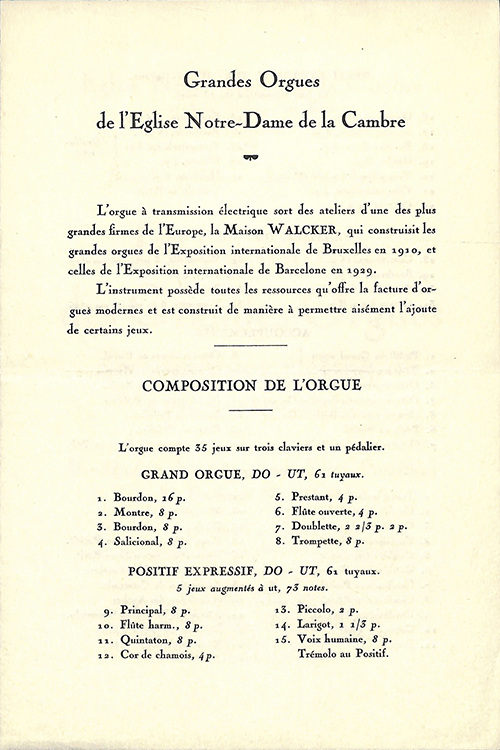 Grandes Orgues
de l'Eglise Notre-Dame de la Cambre
L'orgue à transmission électrique sort des ateliers d'une des plus
grandes firmes de l'Europe, la Maison WALCKER, qui construisit les
grandes orgues de l'Exposition internationale de Bruxelles en 1910, et
celles de l'Exposition internationale de Barcelone en 1929.
L'instrument possède toutes les ressources qu'offre la facture d'or-
gues modernes et est construit de manière à permettre aisément l'ajoute
de certains jeux.
COMPOSITION DE L'ORGUE
L'orgue compte 35 jeux sur trois claviers et un pédalier.
GRAND ORGUE, DO - UT, 61 tuyaux.
1. Bourdon, 16 p.
2. Montre, 8 p.
3. Bourdon, 8 p.
4. Salicional, 8 p.
5. Prestant, 4 p.
6. Flûte ouverte, 4 p.
7. Doublette, 2 2/3 p. 2 p.
8. Trompette, 8 p.
POSITIF EXPRESSIF, DO - UT, 61 tuyaux.
5 jeux augmentés à ut, 73 notes.
9. Principal, 8 p.
10. Flûte harm., 8 p.
11. Quintaton, 8 p.
12. Cor de chamois, 4 p.
13. Piccolo, 2 p.
14. Larigot, 1 1/3 p.
15. Voix humaine, 8 p.
Trémolo au Positif.